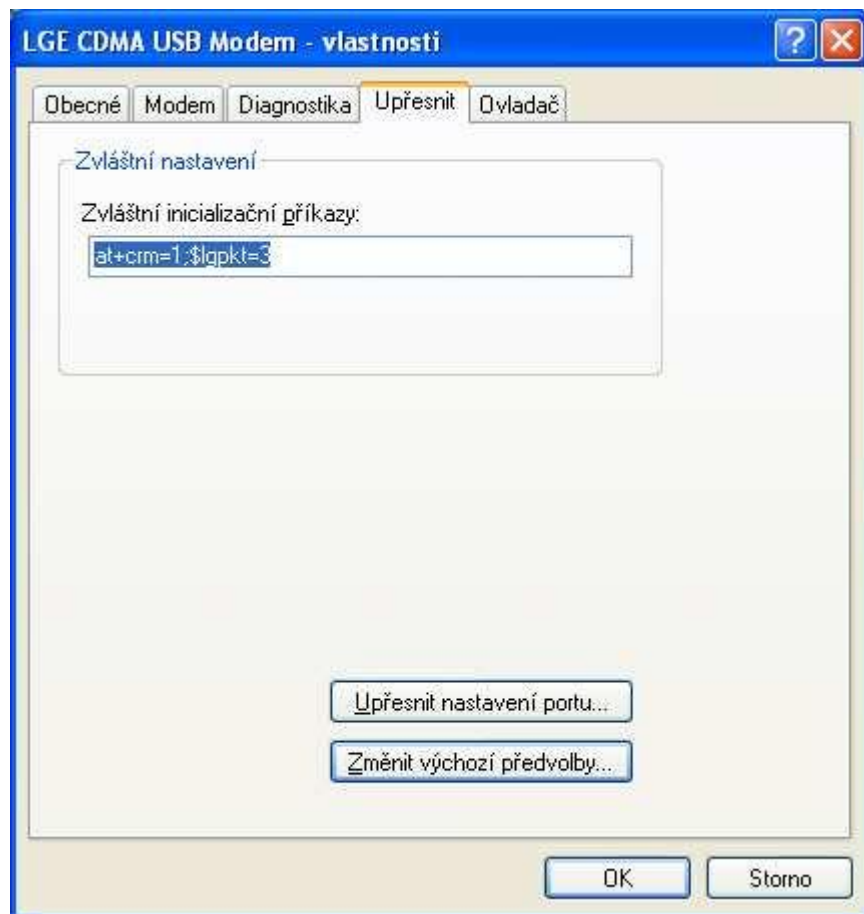 LGE CDMA USB Modem - vlastnosti
Obecné Modem Diagnostika Upřesnit Ovladač
Zvláštní nastavení
Zvláštní inicializační příkazy:
at+crm=1;$lgpkt=3
Upřesnit nastavení portu...
Změnit výchozí předvolby...
OK Storno